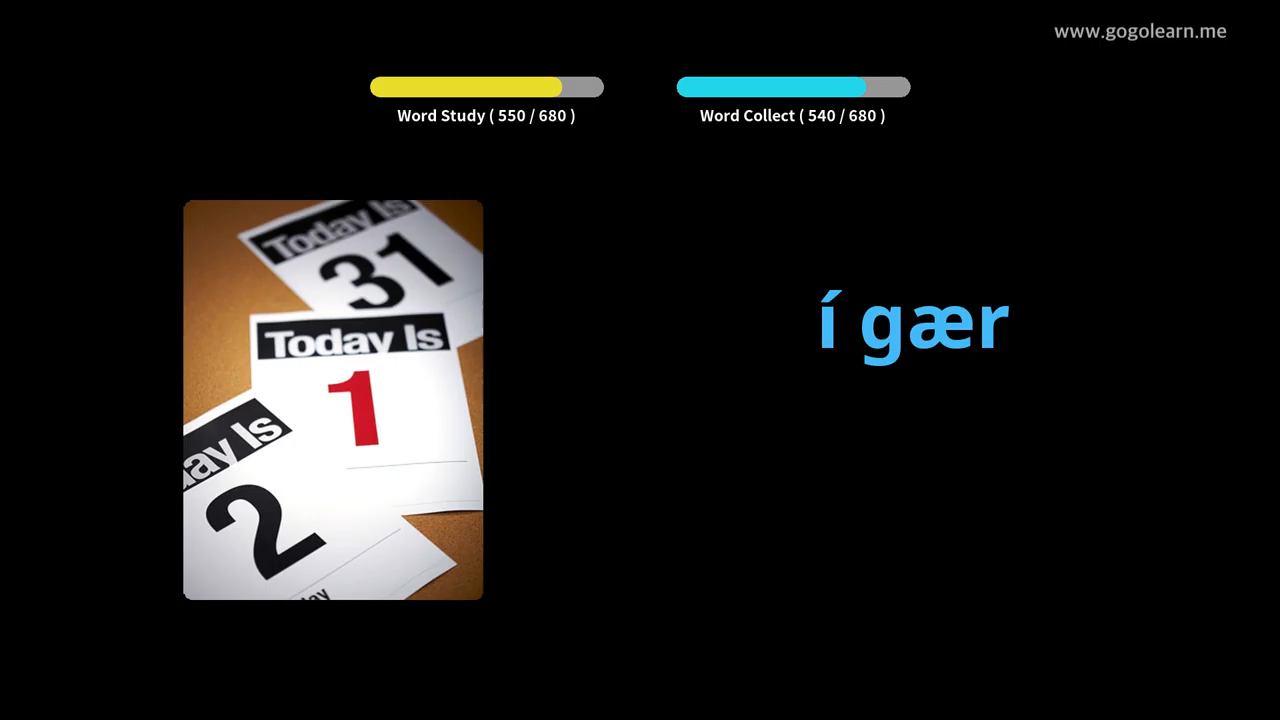 www.gogolearn.me
Word Study ( 550 / 680 )
Word Collect ( 540 / 680 )
Today Is
31
Today Is
1
ay Is
2
í gær